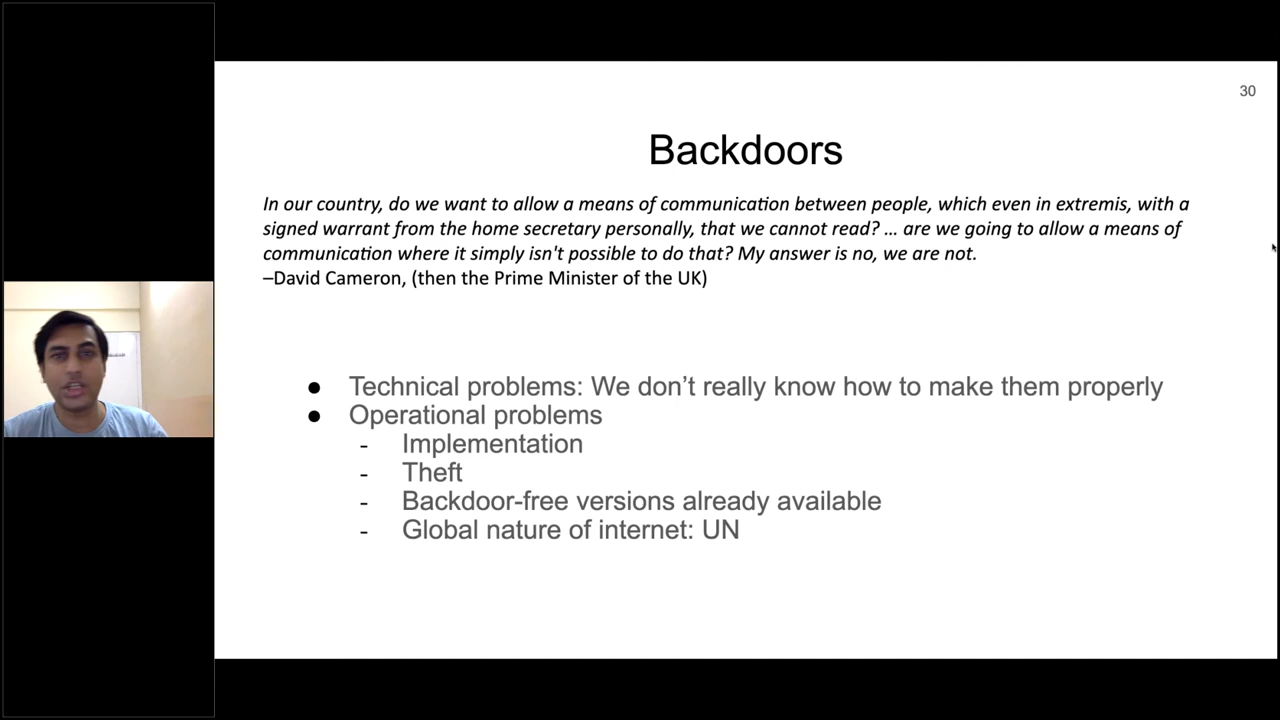 30
Backdoors
In our country, do we want to allow a means of communication between people, which even in extremis, with a
signed warrant from the home secretary personally, that we cannot read? ... are we going to allow a means of
communication where it simply isn't possible to do that? My answer is no, we are not.
–David Cameron, (then the Prime Minister of the UK)
● Technical problems: We don’t really know how to make them properly
● Operational problems
- Implementation
- Theft
- Backdoor-free versions already available
- Global nature of internet: UN